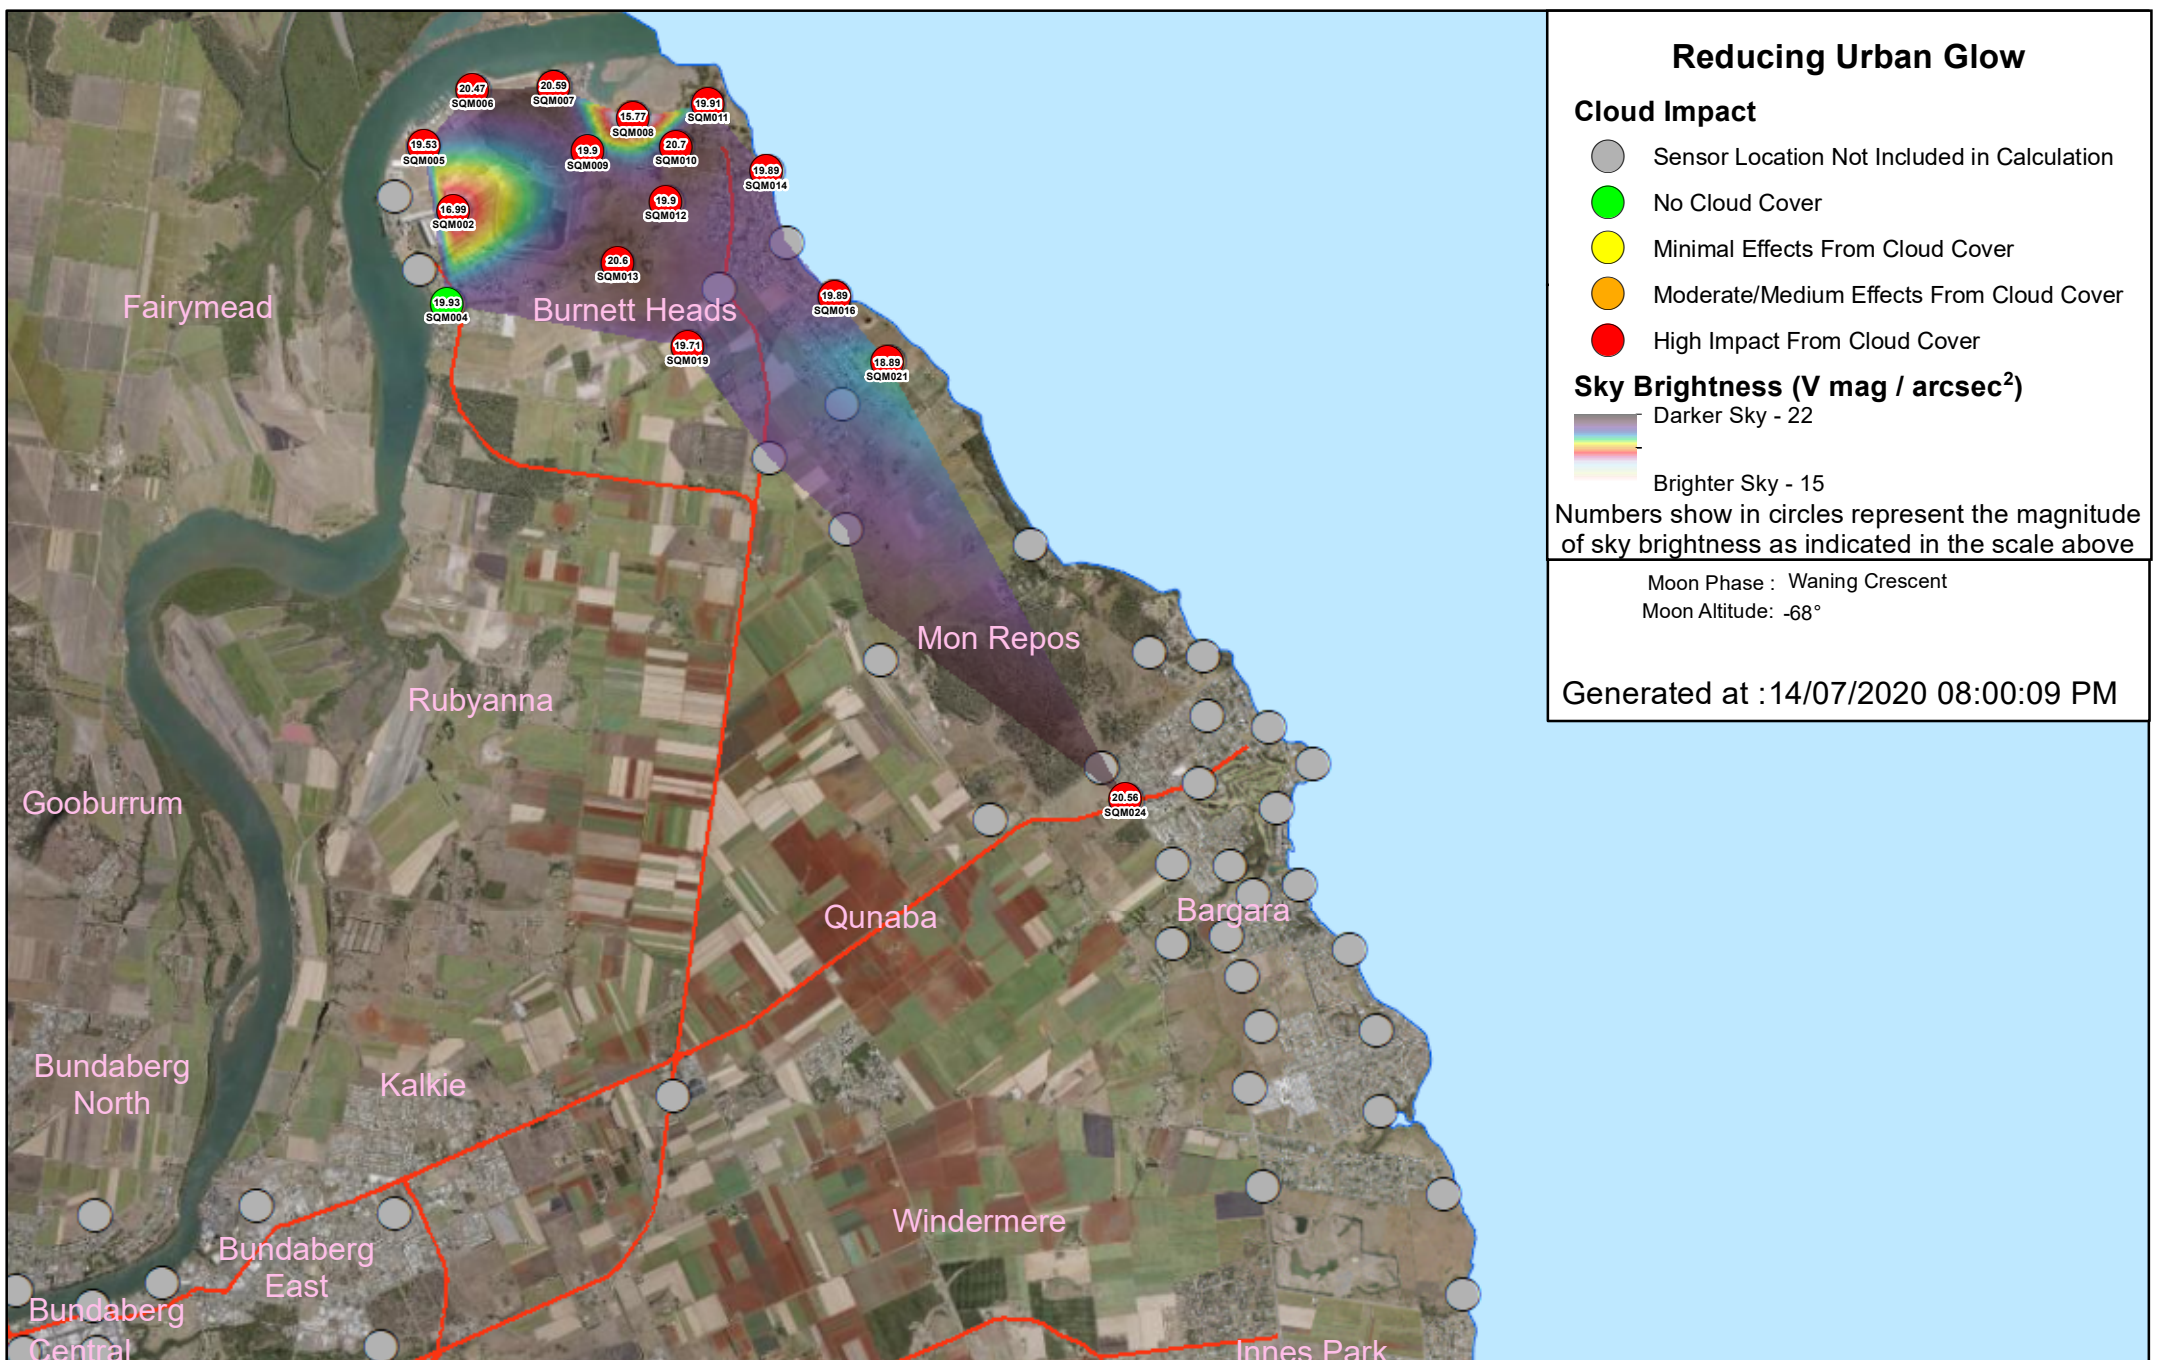 Reducing Urban Glow
Cloud Impact
Sensor Location Not Included in Calculation
No Cloud Cover
Minimal Effects From Cloud Cover
Moderate/Medium Effects From Cloud Cover
High Impact From Cloud Cover
Sky Brightness (V mag / arcsec²)
Darker Sky - 22
Brighter Sky - 15
Numbers show in circles represent the magnitude
of sky brightness as indicated in the scale above
Moon Phase : Waning Crescent
Moon Altitude: -68°
Generated at :14/07/2020 08:00:09 PM
20.47
SQM006
20.59
SQM007
15.77
SQM008
19.91
SQM011
19.53
SQM005
19.9
SQM009
20.7
SQM010
19.89
SQM014
16.99
SQM002
19.9
SQM012
20.6
SQM013
19.93
SQM004
19.89
SQM016
19.71
SQM019
18.89
SQM021
20.56
SQM024
Fairymead
Burnett Heads
Mon Repos
Rubyanna
Gooburrum
Qunaba
Bargara
Bundaberg
North
Kalkie
Windermere
Bundaberg
East
Bundaberg
Central
Innes Park